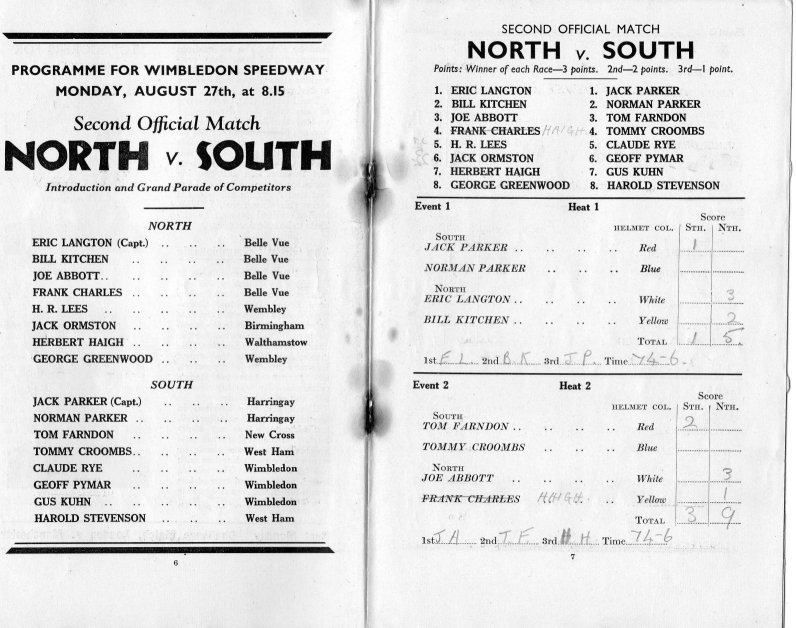 PROGRAMME FOR WIMBLEDON SPEEDWAY
MONDAY, AUGUST 27th, at 8.15
Second Official Match
NORTH v. SOUTH
Introduction and Grand Parade of Competitors
NORTH
ERIC LANGTON (Capt.) .. .. .. Belle Vue
BILL KITCHEN .. .. .. .. Belle Vue
JOE ABBOTT .. .. .. .. Belle Vue
FRANK CHARLES .. .. .. .. Belle Vue
H. R. LEES .. .. .. .. Wembley
JACK ORMSTON .. .. .. .. Birmingham
HERBERT HAIGH .. .. .. .. Walthamstow
GEORGE GREENWOOD .. .. .. Wembley
SOUTH
JACK PARKER (Capt.) .. .. .. Harringay
NORMAN PARKER .. .. .. .. Harringay
TOM FARNDON .. .. .. .. New Cross
TOMMY CROOMBS .. .. .. .. West Ham
CLAUDE RYE .. .. .. .. Wimbledon
GEOFF PYMAR .. .. .. .. Wimbledon
GUS KUHN .. .. .. .. Wimbledon
HAROLD STEVENSON .. .. .. West Ham
6
SECOND OFFICIAL MATCH
NORTH v. SOUTH
Points: Winner of each Race—3 points. 2nd—2 points. 3rd—1 point.
1. ERIC LANGTON 1. JACK PARKER
2. BILL KITCHEN 2. NORMAN PARKER
3. JOE ABBOTT 3. TOM FARNDON
4. FRANK CHARLES HAIGH 4. TOMMY CROOMBS
5. H. R. LEES 5. CLAUDE RYE
6. JACK ORMSTON 6. GEOFF PYMAR
7. HERBERT HAIGH 7. GUS KUHN
8. GEORGE GREENWOOD 8. HAROLD STEVENSON
Event 1 Heat 1
Score
HELMET COL. STH. NTH.
SOUTH
JACK PARKER .. .. .. Red 1
NORMAN PARKER .. .. Blue
NORTH
ERIC LANGTON .. .. .. White 3
BILL KITCHEN .. .. .. Yellow 2
TOTAL 1 5
1st E.L. 2nd B.K 3rd J.P. Time 74-6.
Event 2 Heat 2
Score
HELMET COL. STH. NTH.
SOUTH
TOM FARNDON .. .. .. Red 2
TOMMY CROOMBS .. .. Blue
NORTH
JOE ABBOTT .. .. .. White 3
FRANK CHARLES HAIGH .. Yellow 1
TOTAL 3 9
1st J A 2nd T.F. 3rd H H Time 74-6
7